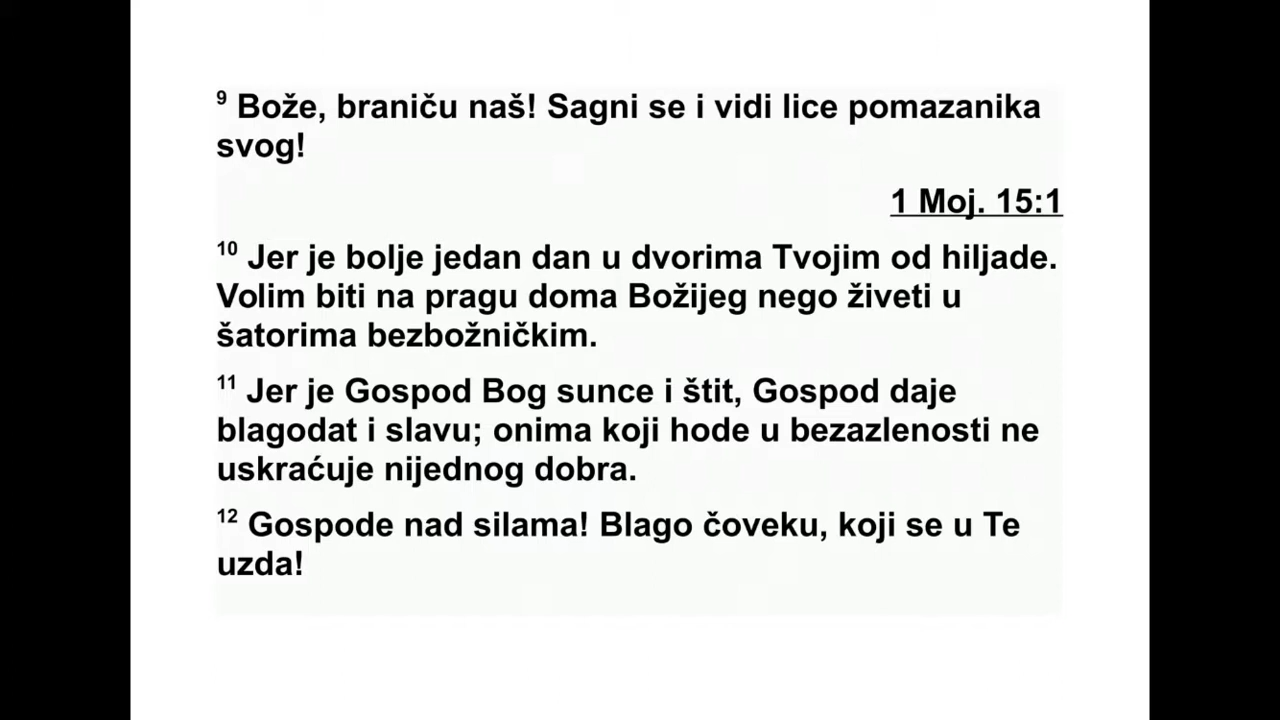 9 Bože, braniču naš! Sagni se i vidi lice pomazanika
svog!
1 Moj. 15:1
10 Jer je bolje jedan dan u dvorima Tvojim od hiljade.
Volim biti na pragu doma Božijeg nego živeti u
šatorima bezbožničkim.
11 Jer je Gospod Bog sunce i štit, Gospod daje
blagodat i slavu; onima koji hode u bezazlenosti ne
uskraćuje nijednog dobra.
12 Gospode nad silama! Blago čoveku, koji se u Te
uzda!